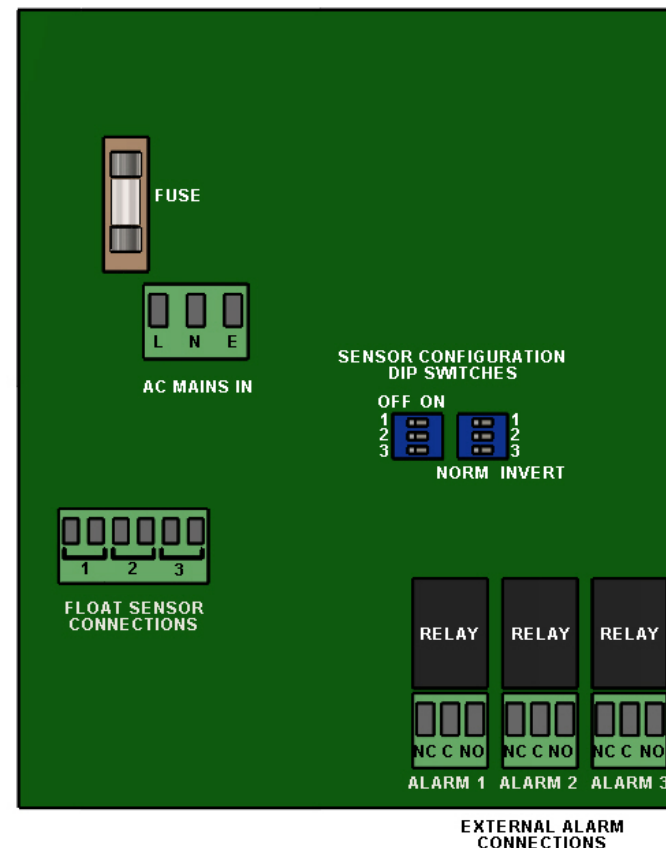 FUSE
L N E
AC MAINS IN
SENSOR CONFIGURATION
DIP SWITCHES
OFF ON
1 1
2 2
3 3
NORM INVERT
1 2 3
FLOAT SENSOR
CONNECTIONS
RELAY RELAY RELAY
NC C NO NC C NO NC C NO
ALARM 1 ALARM 2 ALARM 3
EXTERNAL ALARM
CONNECTIONS